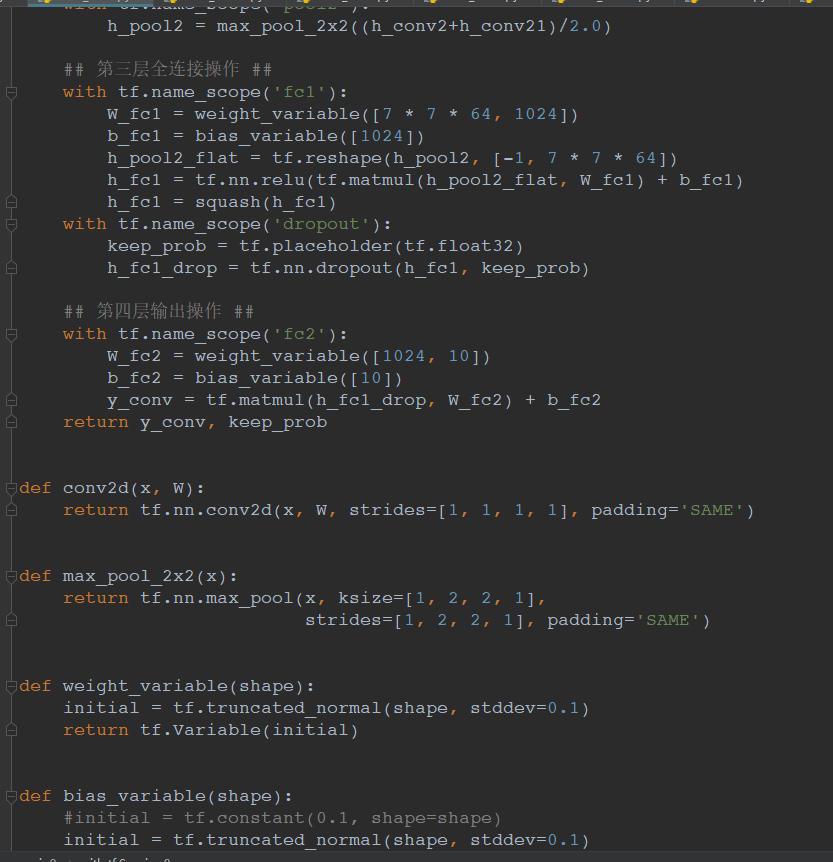 with tf.name_scope('pool2'):
h_pool2 = max_pool_2x2((h_conv2+h_conv21)/2.0)
## 第三层全连接操作 ##
with tf.name_scope('fc1'):
W_fc1 = weight_variable([7 * 7 * 64, 1024])
b_fc1 = bias_variable([1024])
h_pool2_flat = tf.reshape(h_pool2, [-1, 7 * 7 * 64])
h_fc1 = tf.nn.relu(tf.matmul(h_pool2_flat, W_fc1) + b_fc1)
h_fc1 = squash(h_fc1)
with tf.name_scope('dropout'):
keep_prob = tf.placeholder(tf.float32)
h_fc1_drop = tf.nn.dropout(h_fc1, keep_prob)
## 第四层输出操作 ##
with tf.name_scope('fc2'):
W_fc2 = weight_variable([1024, 10])
b_fc2 = bias_variable([10])
y_conv = tf.matmul(h_fc1_drop, W_fc2) + b_fc2
return y_conv, keep_prob
def conv2d(x, W):
return tf.nn.conv2d(x, W, strides=[1, 1, 1, 1], padding='SAME')
def max_pool_2x2(x):
return tf.nn.max_pool(x, ksize=[1, 2, 2, 1],
strides=[1, 2, 2, 1], padding='SAME')
def weight_variable(shape):
initial = tf.truncated_normal(shape, stddev=0.1)
return tf.Variable(initial)
def bias_variable(shape):
#initial = tf.constant(0.1, shape=shape)
initial = tf.truncated_normal(shape, stddev=0.1)